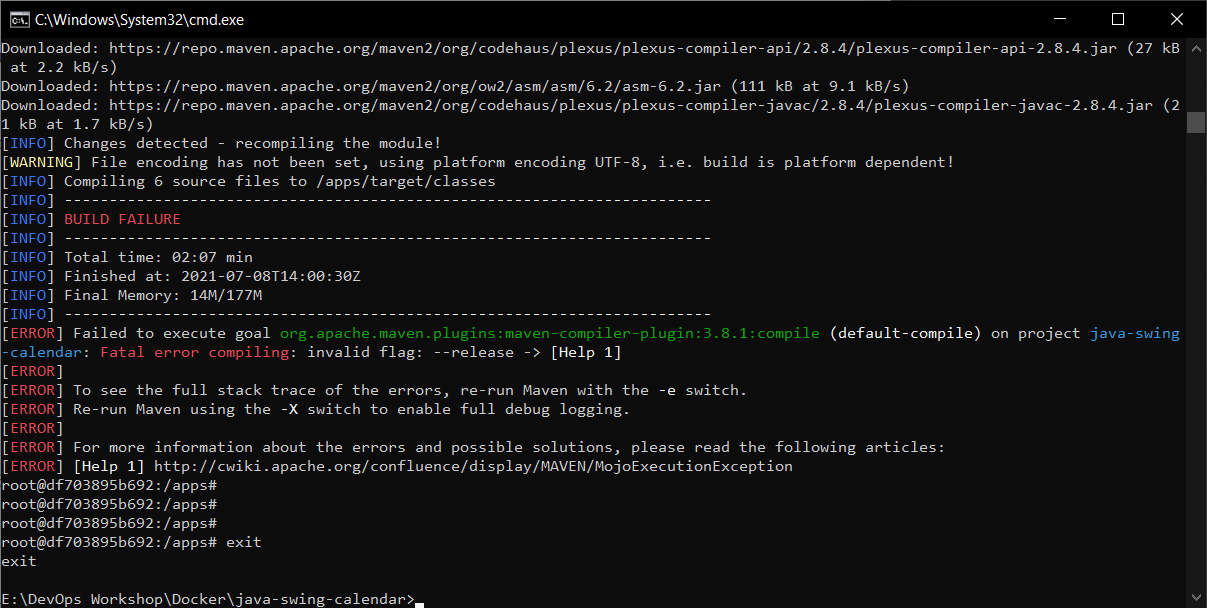 C:\Windows\System32\cmd.exe
Downloaded: https://repo.maven.apache.org/maven2/org/codehaus/plexus/plexus-compiler-api/2.8.4/plexus-compiler-api-2.8.4.jar (27 kB
 at 2.2 kB/s)
Downloaded: https://repo.maven.apache.org/maven2/org/ow2/asm/asm/6.2/asm-6.2.jar (111 kB at 9.1 kB/s)
Downloaded: https://repo.maven.apache.org/maven2/org/codehaus/plexus/plexus-compiler-javac/2.8.4/plexus-compiler-javac-2.8.4.jar (2
1 kB at 1.7 kB/s)
[INFO] Changes detected - recompiling the module!
[WARNING] File encoding has not been set, using platform encoding UTF-8, i.e. build is platform dependent!
[INFO] Compiling 6 source files to /apps/target/classes
[INFO] ------------------------------------------------------------------------
[INFO] BUILD FAILURE
[INFO] ------------------------------------------------------------------------
[INFO] Total time: 02:07 min
[INFO] Finished at: 2021-07-08T14:00:30Z
[INFO] Final Memory: 14M/177M
[INFO] ------------------------------------------------------------------------
[ERROR] Failed to execute goal org.apache.maven.plugins:maven-compiler-plugin:3.8.1:compile (default-compile) on project java-swing
-calendar: Fatal error compiling: invalid flag: --release -> [Help 1]
[ERROR]
[ERROR] To see the full stack trace of the errors, re-run Maven with the -e switch.
[ERROR] Re-run Maven using the -X switch to enable full debug logging.
[ERROR]
[ERROR] For more information about the errors and possible solutions, please read the following articles:
[ERROR] [Help 1] http://cwiki.apache.org/confluence/display/MAVEN/MojoExecutionException
root@df703895b692:/apps#
root@df703895b692:/apps#
root@df703895b692:/apps#
root@df703895b692:/apps# exit
exit
E:\DevOps Workshop\Docker\java-swing-calendar>